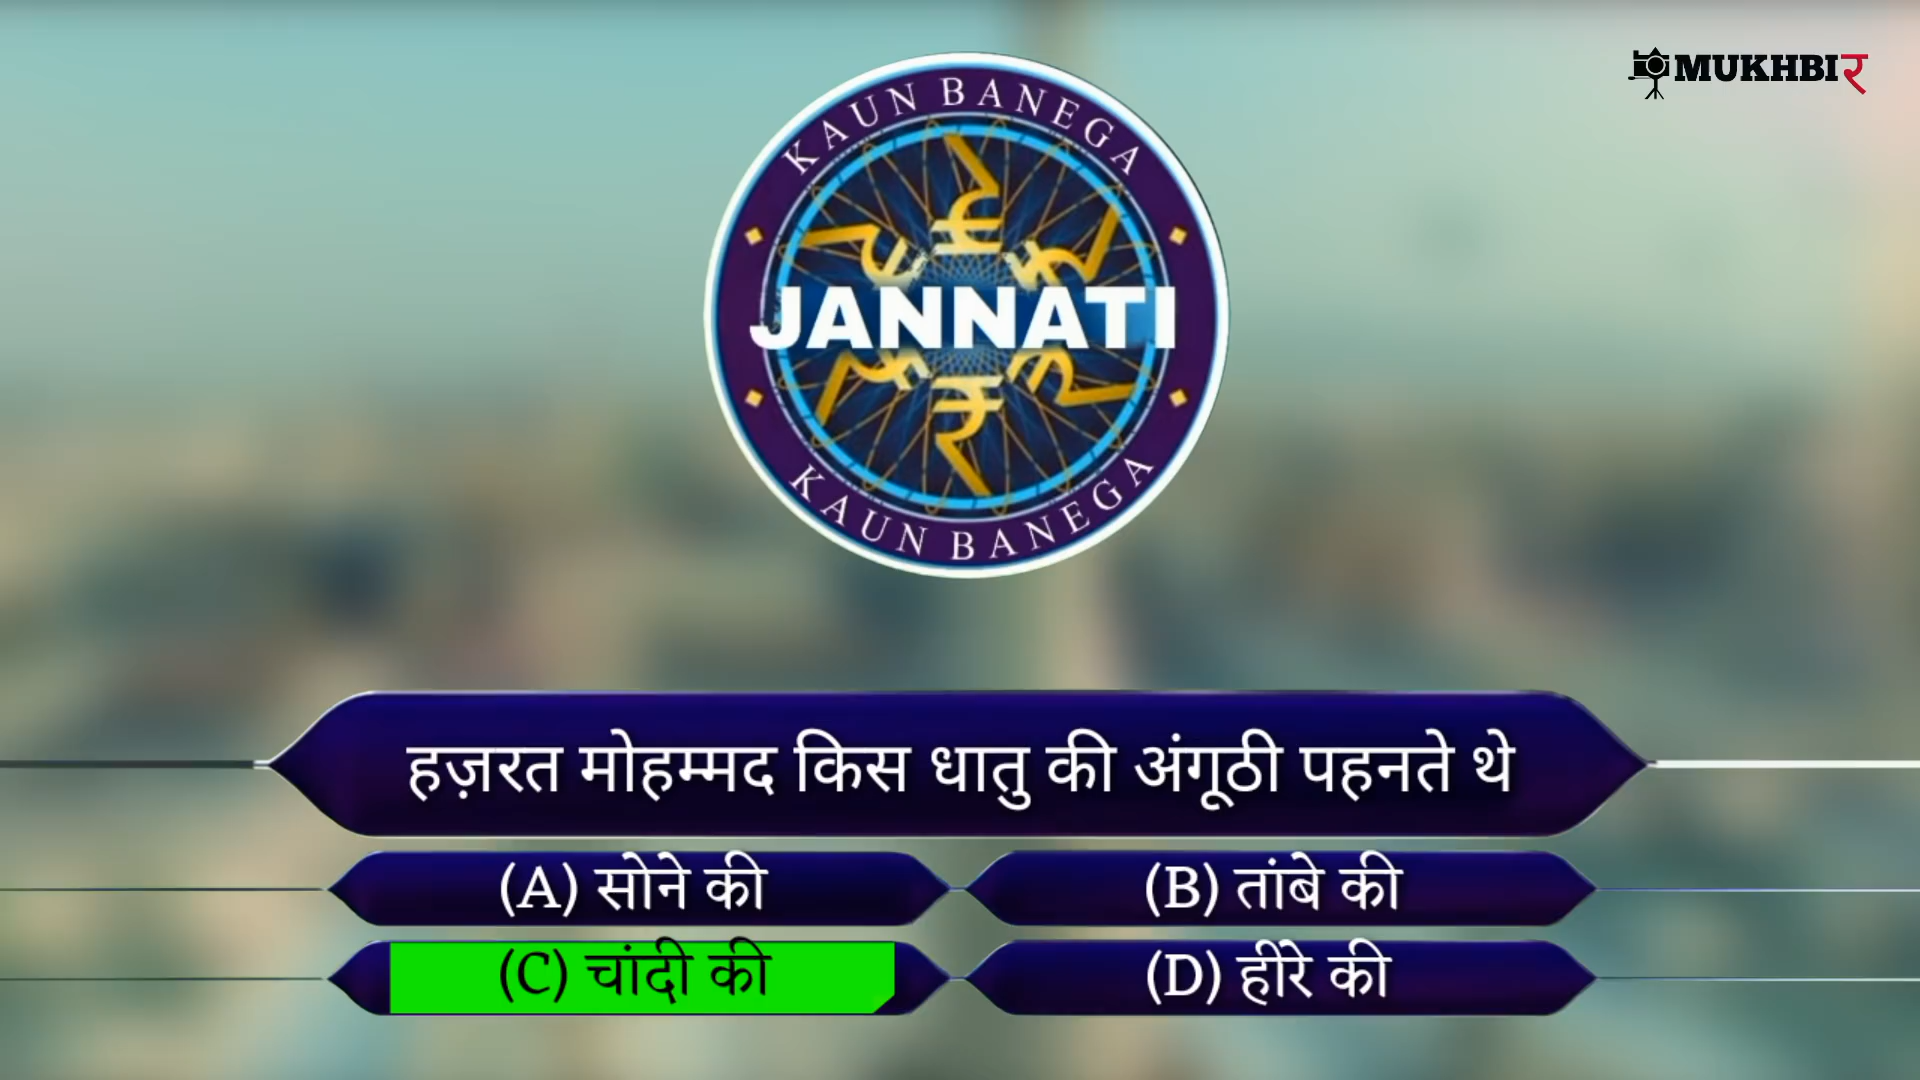 MUKHBIर
KAUN BANEGA
JANNATI
KAUN BANEGA
हज़रत मोहम्मद किस धातु की अंगूठी पहनते थे
(A) सोने की
(B) तांबे की
(C) चांदी की
(D) हीरे की